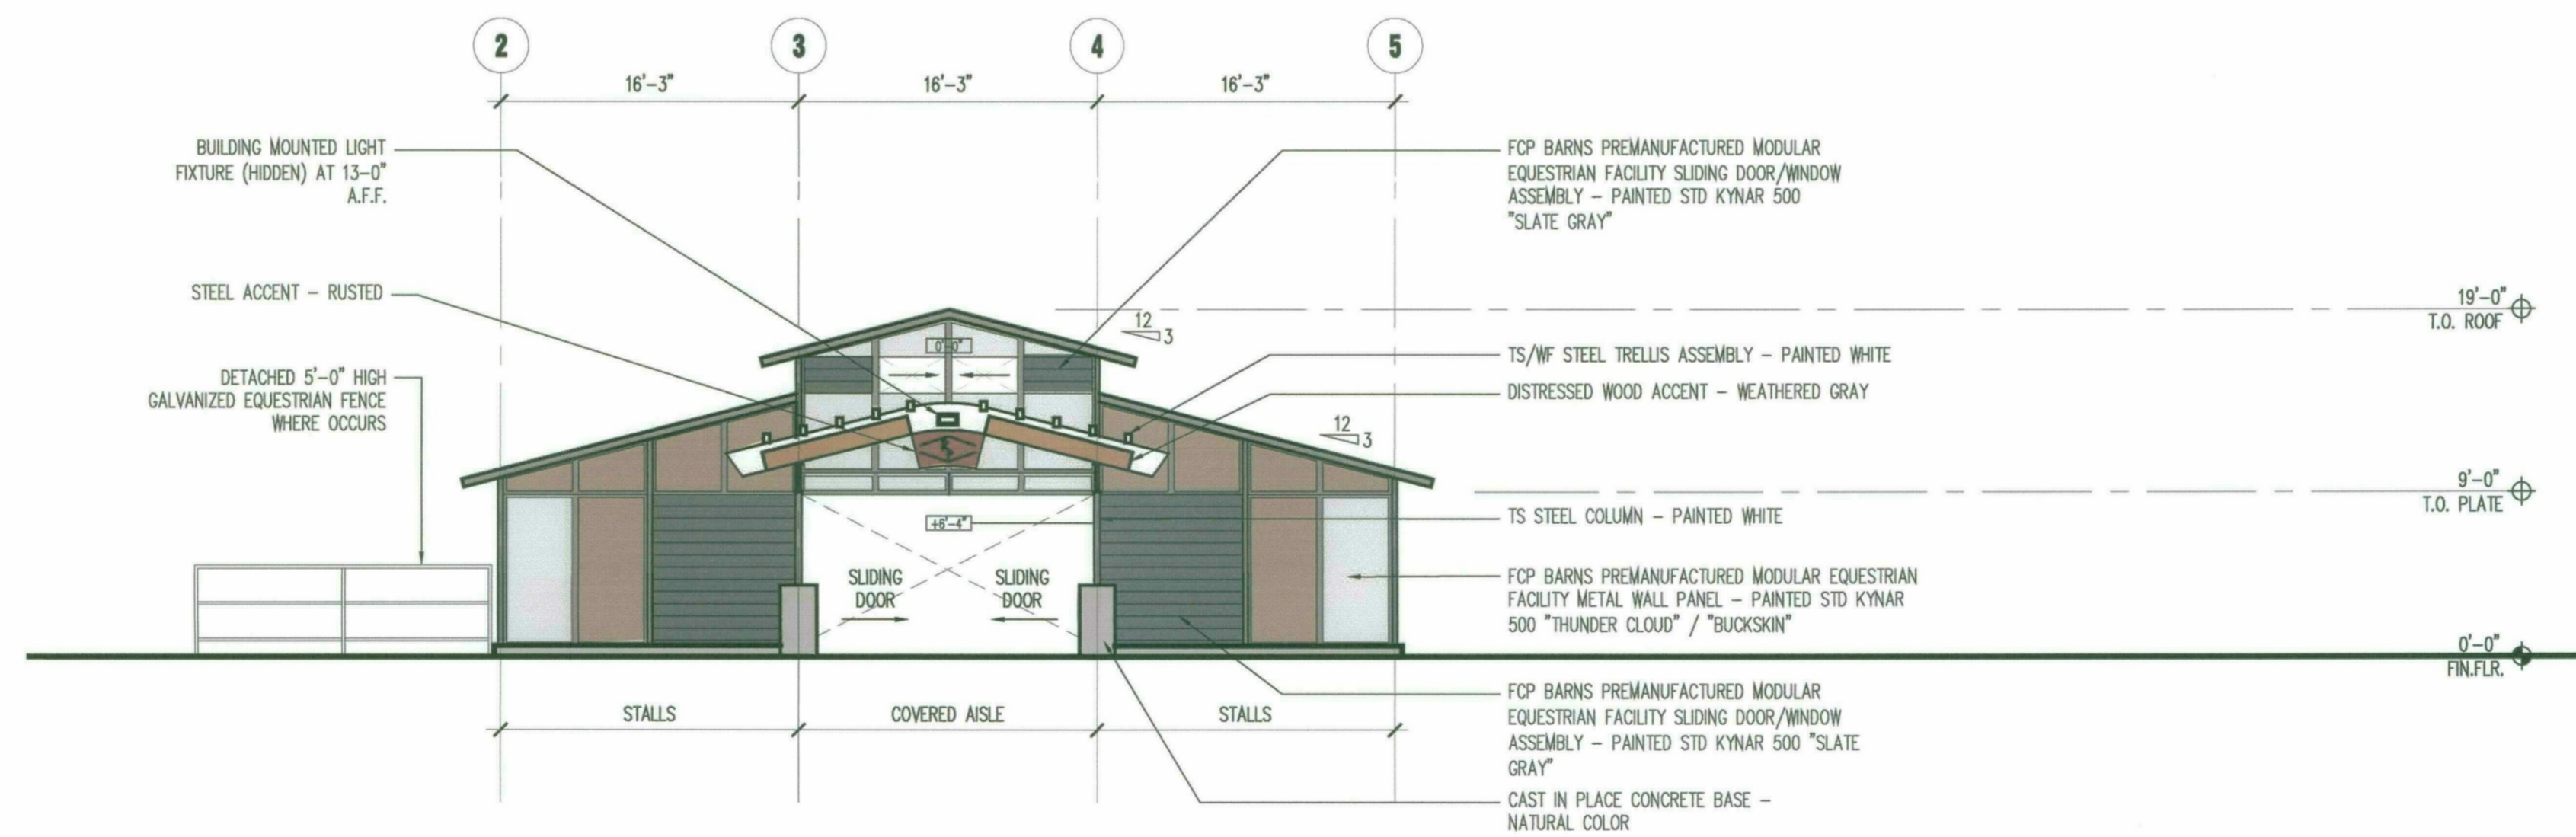 2
3
4
5
16'-3"
16'-3"
16'-3"
BUILDING MOUNTED LIGHT
FIXTURE (HIDDEN) AT 13-0"
A.F.F.
STEEL ACCENT - RUSTED
DETACHED 5'-0" HIGH
GALVANIZED EQUESTRIAN FENCE
WHERE OCCURS
FCP BARNS PREMANUFACTURED MODULAR
EQUESTRIAN FACILITY SLIDING DOOR/WINDOW
ASSEMBLY - PAINTED STD KYNAR 500
"SLATE GRAY"
12
3
TS/WF STEEL TRELLIS ASSEMBLY - PAINTED WHITE
DISTRESSED WOOD ACCENT - WEATHERED GRAY
12
3
TS STEEL COLUMN - PAINTED WHITE
FCP BARNS PREMANUFACTURED MODULAR EQUESTRIAN
FACILITY METAL WALL PANEL - PAINTED STD KYNAR
500 "THUNDER CLOUD" / "BUCKSKIN"
FCP BARNS PREMANUFACTURED MODULAR
EQUESTRIAN FACILITY SLIDING DOOR/WINDOW
ASSEMBLY - PAINTED STD KYNAR 500 "SLATE
GRAY"
CAST IN PLACE CONCRETE BASE -
NATURAL COLOR
0'-0"
+6'-4"
SLIDING
DOOR
SLIDING
DOOR
STALLS
COVERED AISLE
STALLS
19'-0"
T.O. ROOF
9'-0"
T.O. PLATE
0'-0"
FIN.FLR.